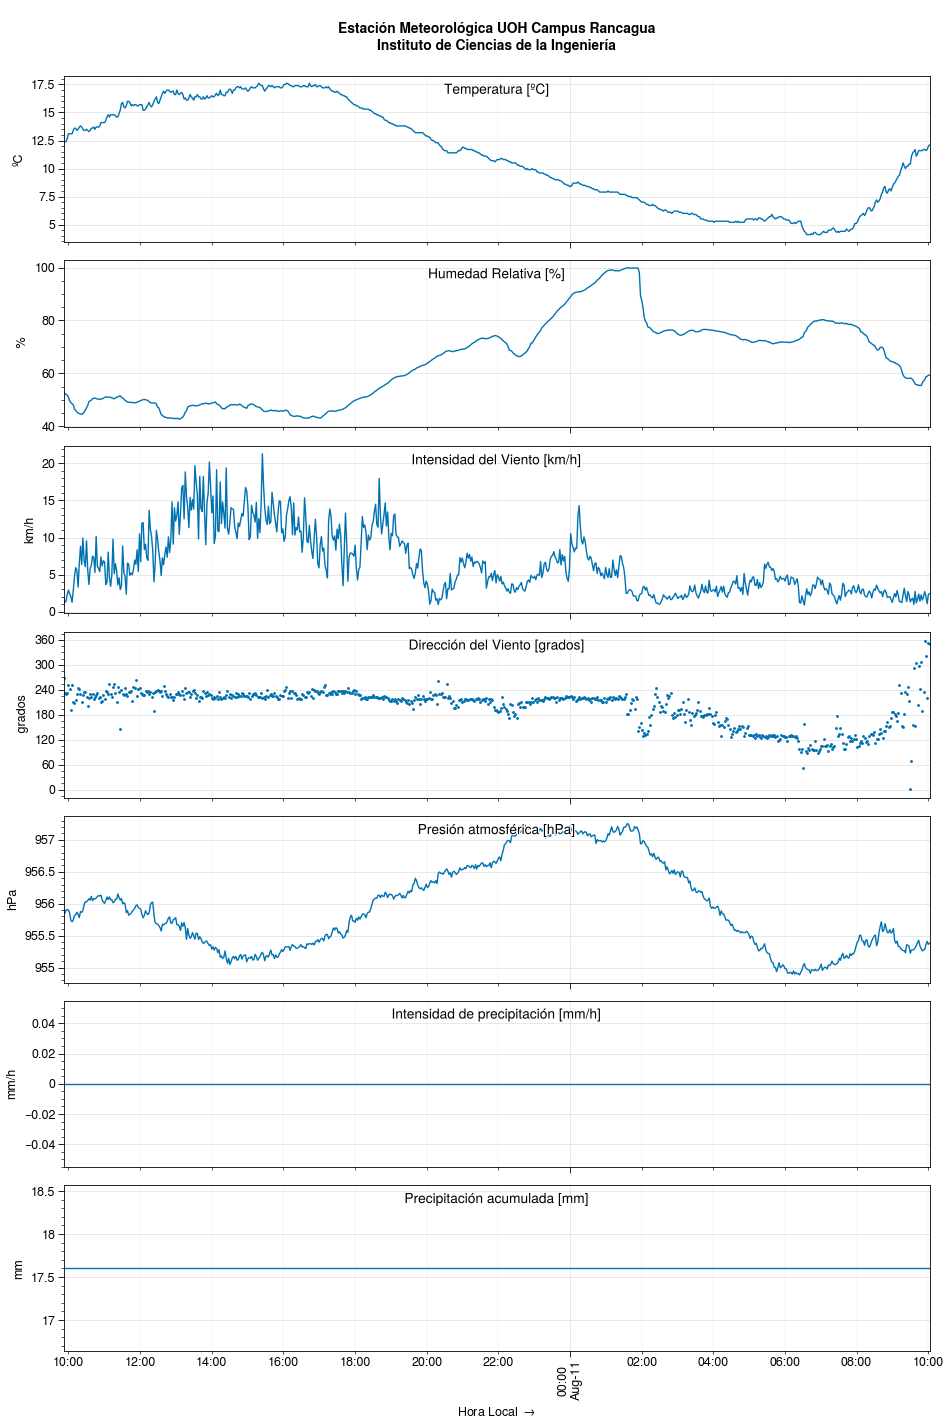 Estación Meteorológica UOH Campus Rancagua
Instituto de Ciencias de la Ingeniería
Temperatura [ºC]
17.5
15
12.5
10
7.5
5
ºC
Humedad Relativa [%]
100
80
60
40
%
Intensidad del Viento [km/h]
20
15
10
5
0
km/h
Dirección del Viento [grados]
360
300
240
180
120
60
0
grados
Presión atmosférica [hPa]
957
956.5
956
955.5
955
hPa
Intensidad de precipitación [mm/h]
0.04
0.02
0
−0.02
−0.04
mm/h
Precipitación acumulada [mm]
18.5
18
17.5
17
mm
10:00 12:00 14:00 16:00 18:00 20:00 22:00 00:00 02:00 04:00 06:00 08:00 10:00
Aug-11
Hora Local →